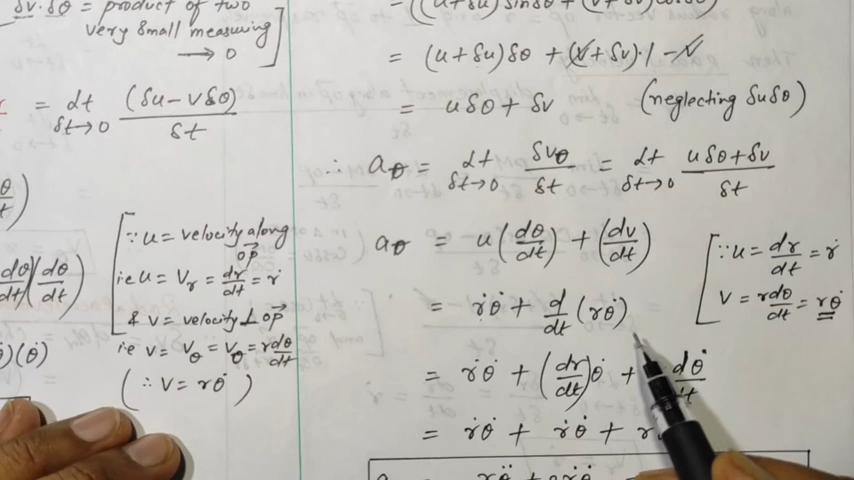 δv·δθ = product of two
very small measuring
→ 0 ]
= lt (δu - vδθ)
δt→0 δt
θ
t )
dθ/dt)(dθ/dt)
θ̇)(θ̇)
[∵ u = velocity along
OP→
ie u = Vr = dr/dt = ṙ
& v = velocity ⊥ OP→
ie v = Vθ = Vθ = rdθ/dt
(∴ v = rθ̇ )
= (u+δu)δθ + (v+δv)·1 - v
= uδθ + δv (neglecting δuδθ)
∴ aθ = lt δvθ = lt uδθ+δv
δt→0 δt δt→0 δt
aθ = u(dθ/dt) + (dv/dt)
[∵ u = dr/dt = ṙ
v = rdθ/dt = rθ̇
= ṙθ̇ + d/dt (rθ̇)
= ṙθ̇ + (dr/dt)θ̇ + dθ̇
= ṙθ̇ + ṙθ̇ + r